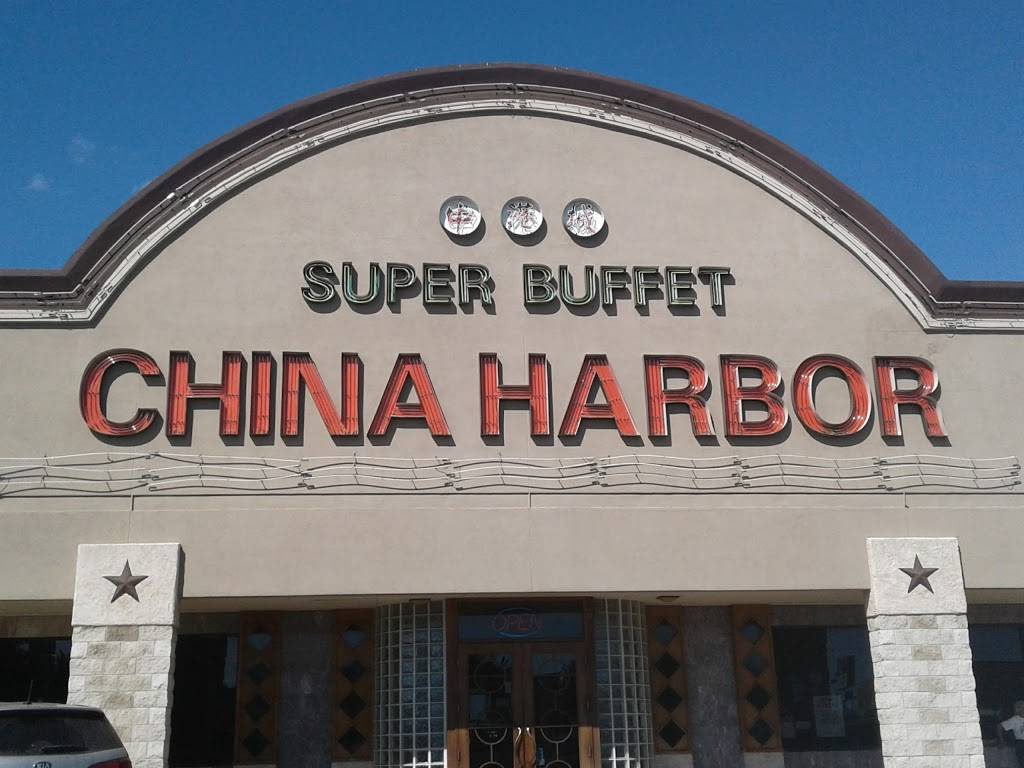 SUPER BUFFET
CHINA HARBOR
OPEN